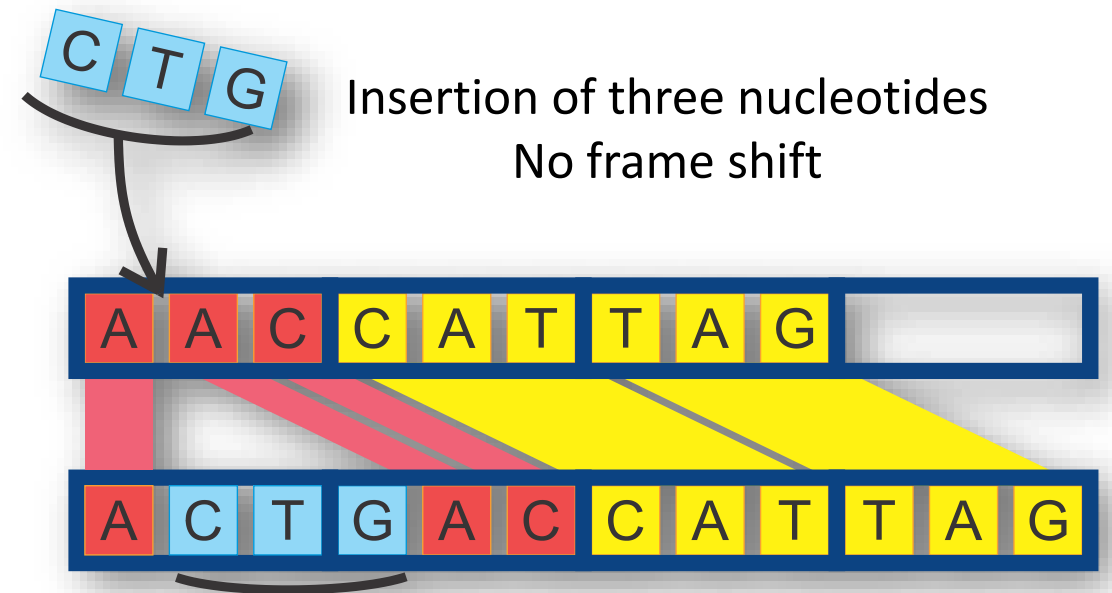 C T G
Insertion of three nucleotides
No frame shift
A A C C A T T A G
A C T G A C C A T T A G